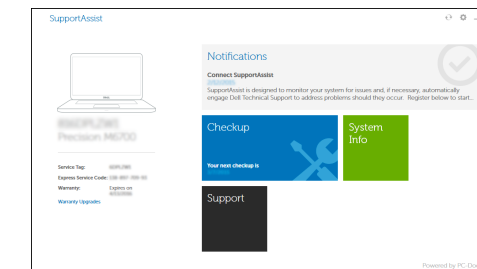 SupportAssist
Notifications
Connect SupportAssist
SupportAssist is designed to monitor your system for issues and, if necessary, automatically
engage Dell Technical Support to address problems should they occur. Register below to start...
Precision M6700
Checkup
Your next checkup is
System
Info
Service Tag:
Express Service Code:
Warranty: Expires on
Warranty Upgrades
Support
Powered by PC-Doc